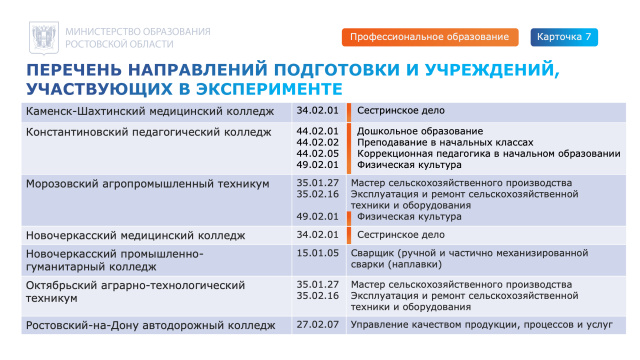 МИНИСТЕРСТВО ОБРАЗОВАНИЯ
РОСТОВСКОЙ ОБЛАСТИ
Профессиональное образование
Карточка 7
ПЕРЕЧЕНЬ НАПРАВЛЕНИЙ ПОДГОТОВКИ И УЧРЕЖДЕНИЙ,
УЧАСТВУЮЩИХ В ЭКСПЕРИМЕНТЕ
Каменск-Шахтинский медицинский колледж 34.02.01 Сестринское дело
Константиновский педагогический колледж 44.02.01 Дошкольное образование
44.02.02 Преподавание в начальных классах
44.02.05 Коррекционная педагогика в начальном образовании
49.02.01 Физическая культура
Морозовский агропромышленный техникум 35.01.27 Мастер сельскохозяйственного производства
35.02.16 Эксплуатация и ремонт сельскохозяйственной
техники и оборудования
49.02.01 Физическая культура
Новочеркасский медицинский колледж 34.02.01 Сестринское дело
Новочеркасский промышленно- 15.01.05 Сварщик (ручной и частично механизированной
гуманитарный колледж сварки (наплавки)
Октябрьский аграрно-технологический 35.01.27 Мастер сельскохозяйственного производства
техникум 35.02.16 Эксплуатация и ремонт сельскохозяйственной
техники и оборудования
Ростовский-на-Дону автодорожный колледж 27.02.07 Управление качеством продукции, процессов и услуг